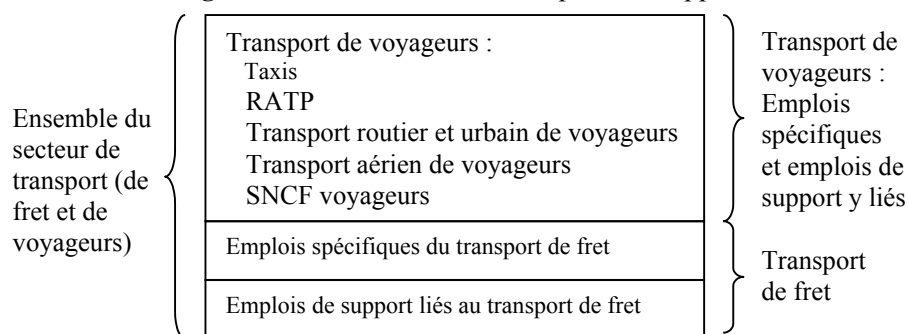 Transport de voyageurs :
Taxis
RATP
Transport routier et urbain de voyageurs
Transport aérien de voyageurs
SNCF voyageurs
Emplois spécifiques du transport de fret
Emplois de support liés au transport de fret
Ensemble du
secteur de
transport (de
fret et de
voyageurs)
Transport de
voyageurs :
Emplois
spécifiques
et emplois de
support y liés
Transport
de fret